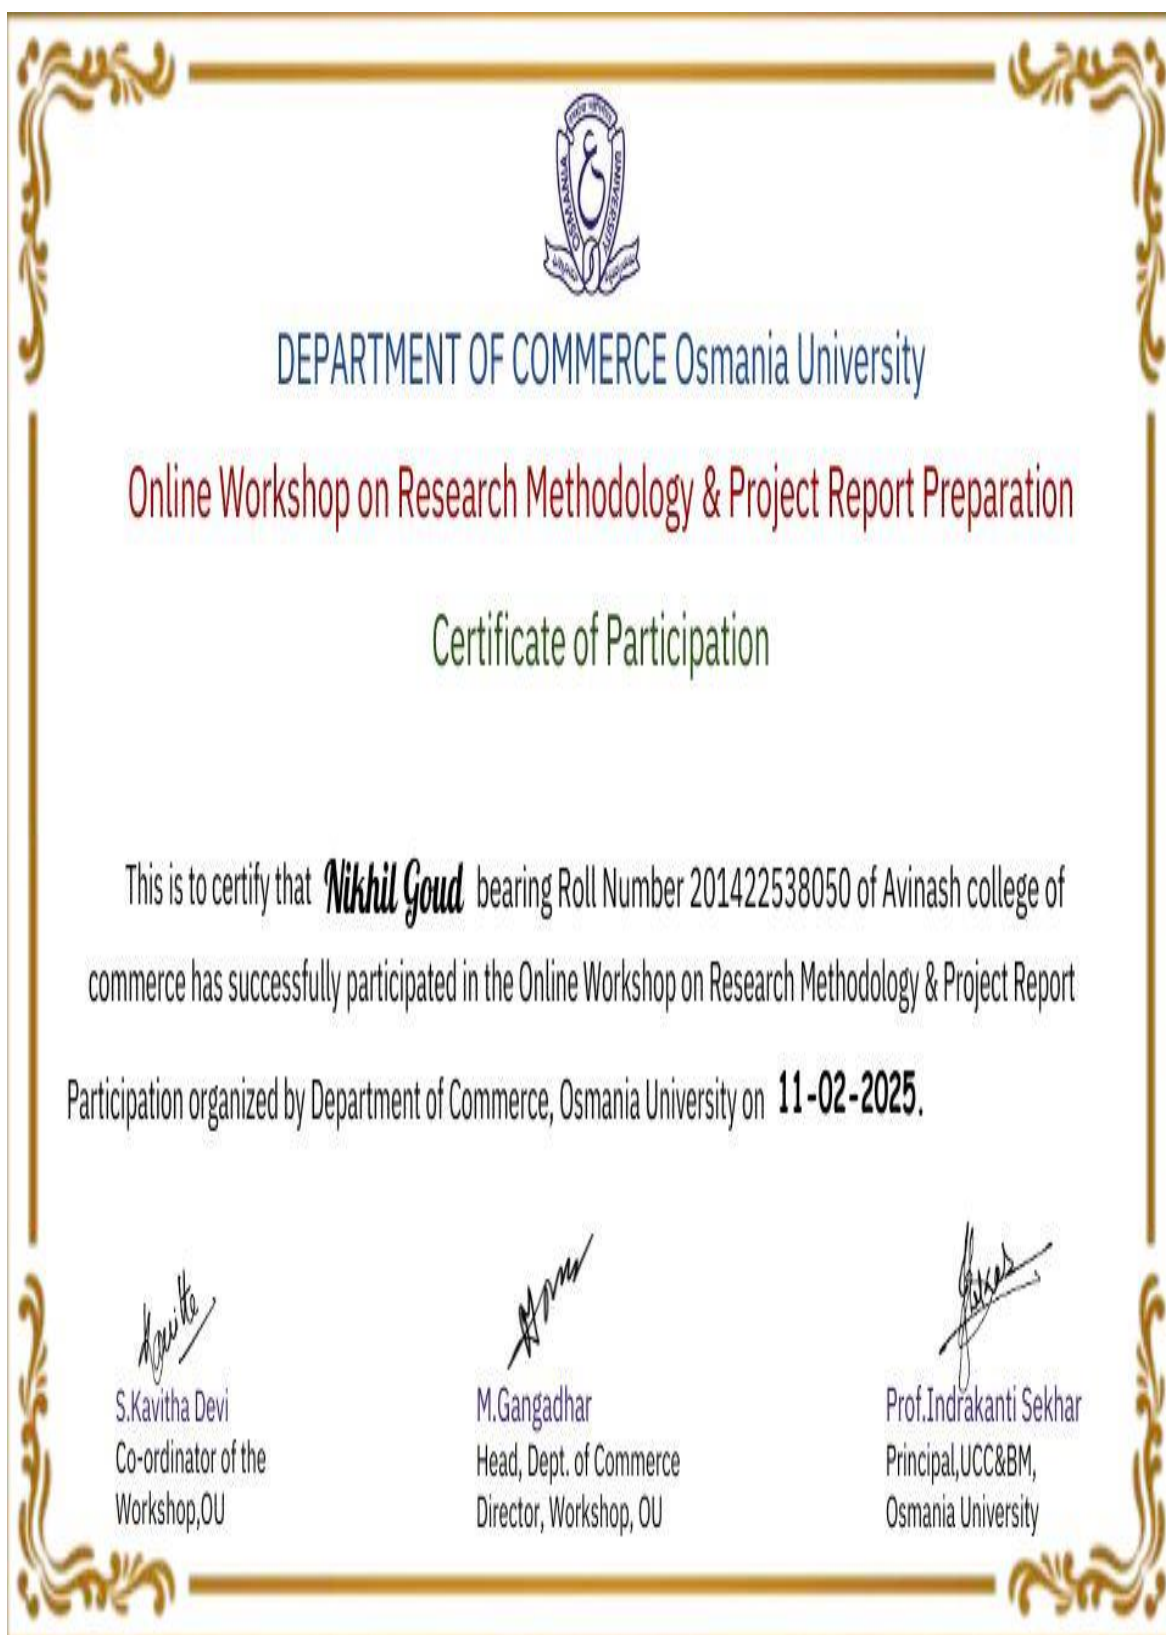 OSMANIA UNIVERSITY
DEPARTMENT OF COMMERCE Osmania University
Online Workshop on Research Methodology & Project Report Preparation
Certificate of Participation
This is to certify that Nikhil Goud bearing Roll Number 201422538050 of Avinash college of
commerce has successfully participated in the Online Workshop on Research Methodology & Project Report
Participation organized by Department of Commerce, Osmania University on 11-02-2025.
S.Kavitha Devi
Co-ordinator of the
Workshop,OU
M.Gangadhar
Head, Dept. of Commerce
Director, Workshop, OU
Prof.Indrakanti Sekhar
Principal,UCC&BM,
Osmania University